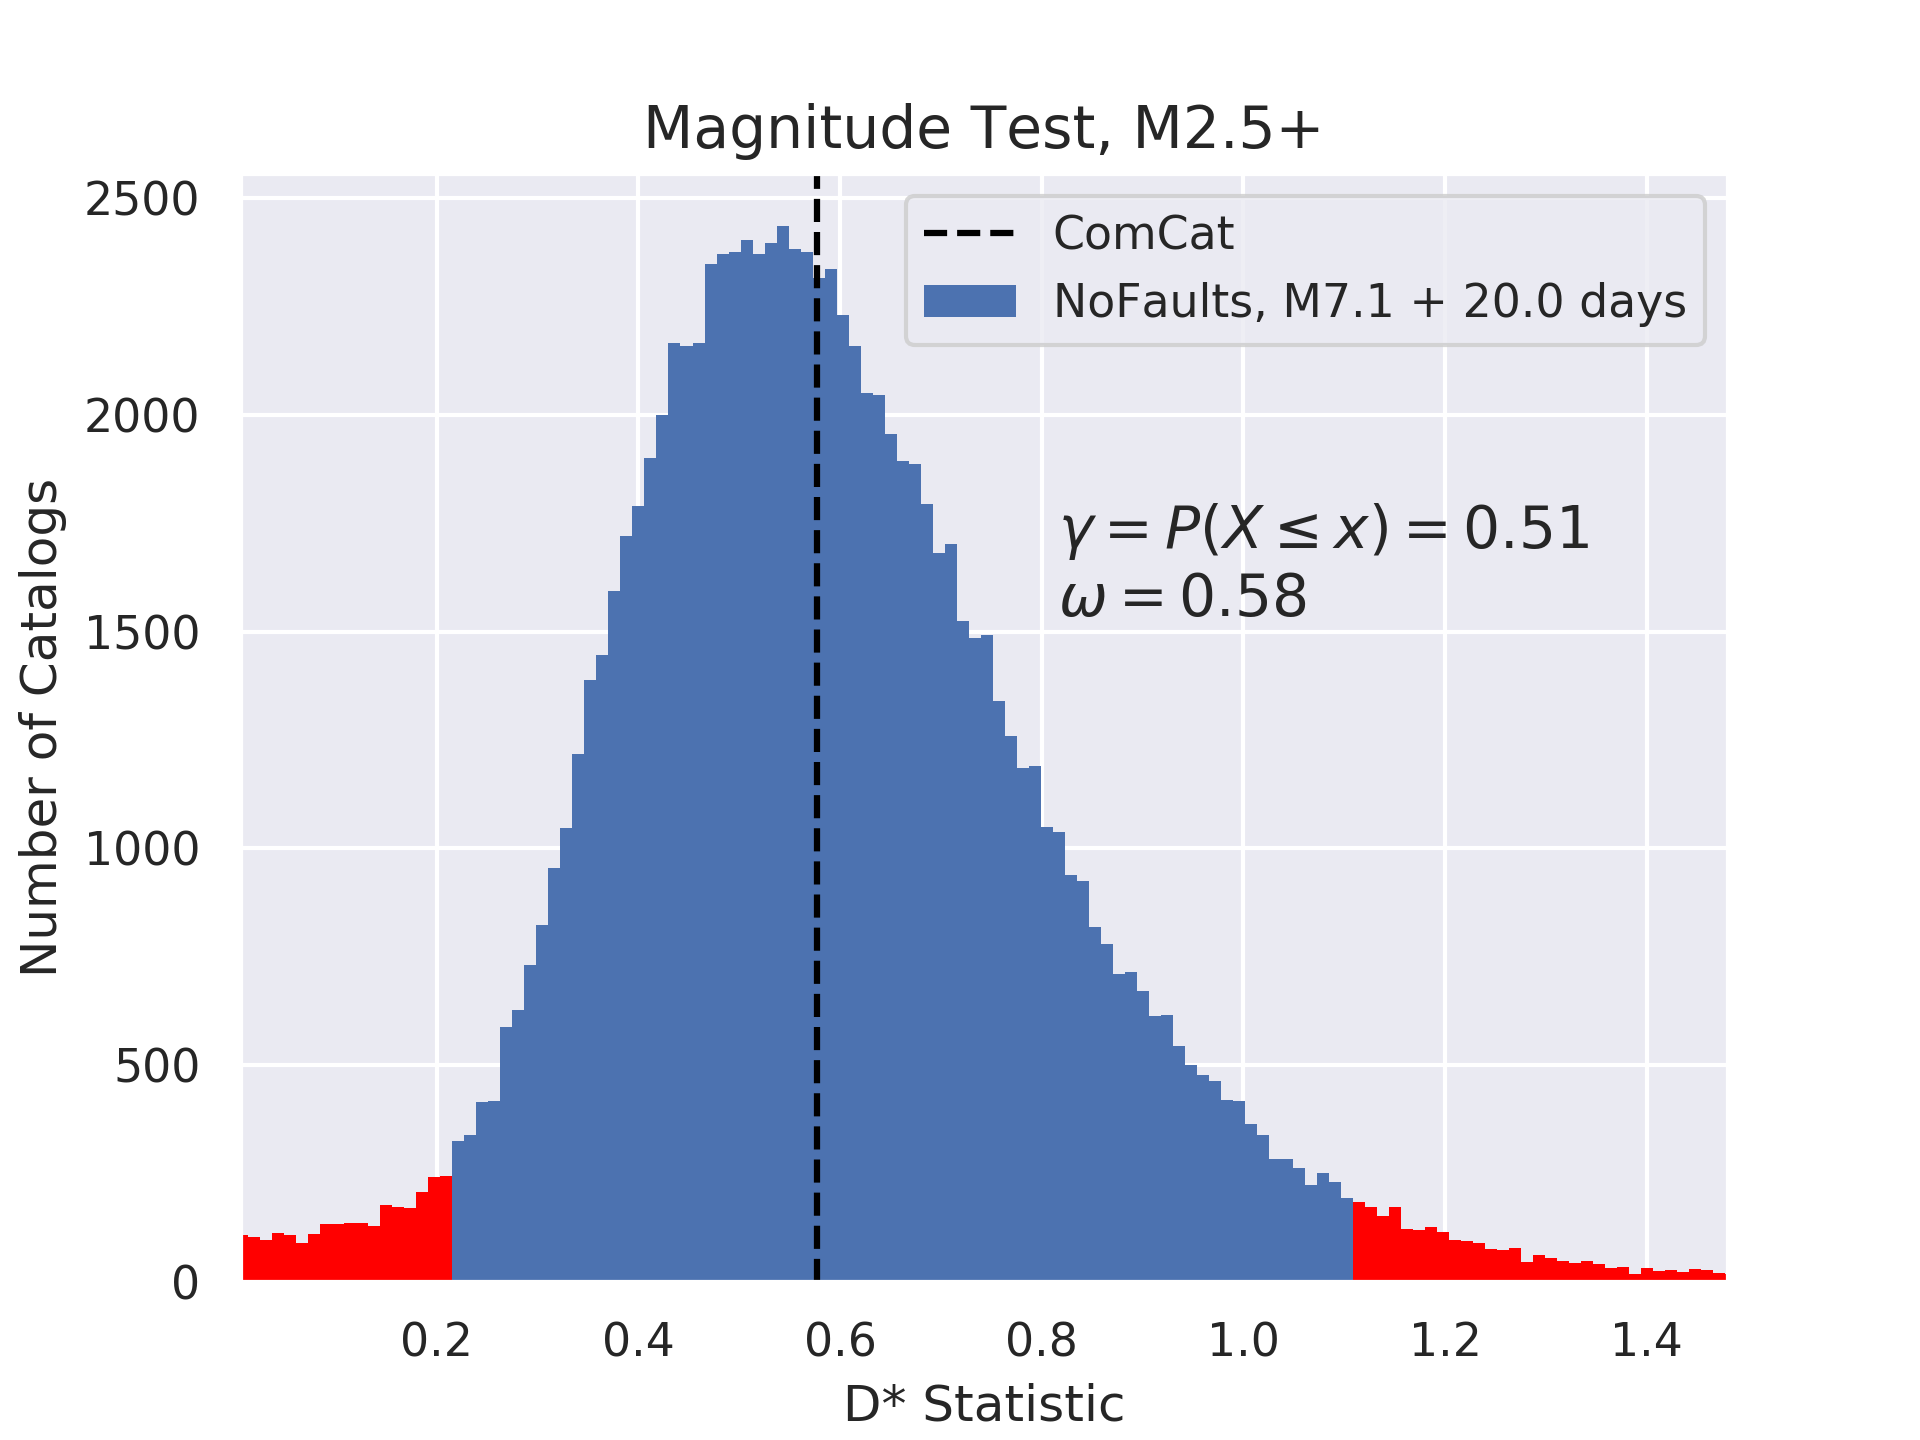 Magnitude Test, M2.5+
2500
2000
1500
1000
500
0
Number of Catalogs
ComCat
NoFaults, M7.1 + 20.0 days
γ = P(X ≤ x) = 0.51
ω = 0.58
0.2 0.4 0.6 0.8 1.0 1.2 1.4
D* Statistic